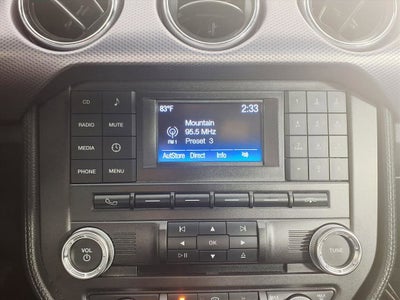 83°F 2:33
Mountain
95.5 MHz
FM 1 Preset 3
AutoStore Direct Info
CD
RADIO MUTE
MEDIA
PHONE MENU
OK
VOL
TUNE